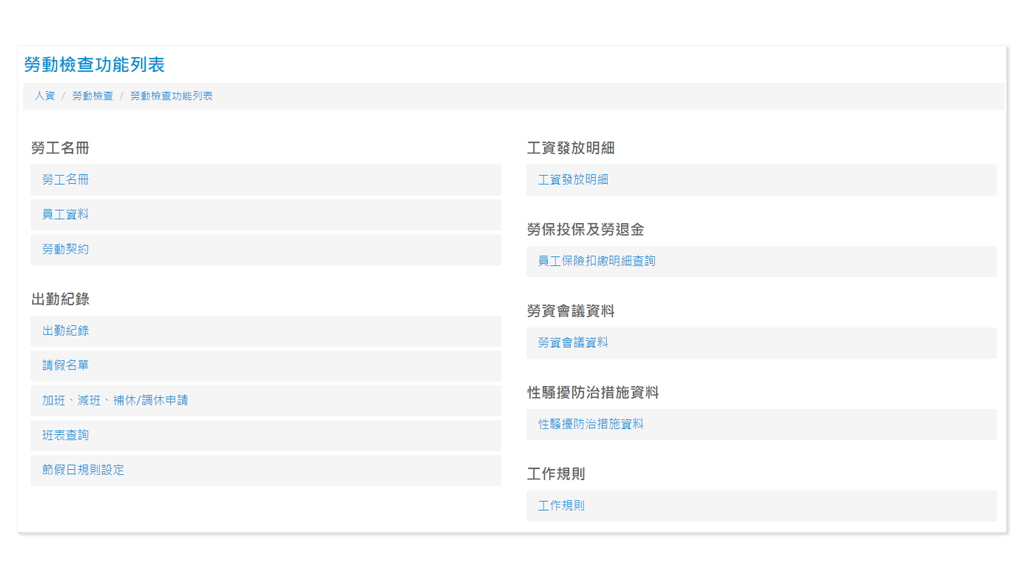 勞動檢查功能列表
人資 / 勞動檢查 / 勞動檢查功能列表
勞工名冊
勞工名冊
員工資料
勞動契約
出勤紀錄
出勤紀錄
請假名單
加班、減班、補休/調休申請
班表查詢
節假日規則設定
工資發放明細
工資發放明細
勞保投保及勞退金
員工保險扣繳明細查詢
勞資會議資料
勞資會議資料
性騷擾防治措施資料
性騷擾防治措施資料
工作規則
工作規則